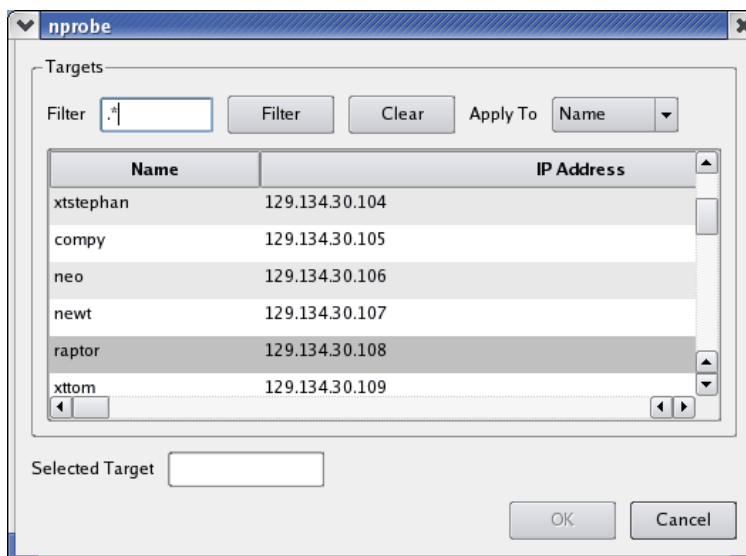 nprobe
Targets
Filter .* Filter Clear Apply To Name
Name IP Address
xtstephan 129.134.30.104
compy 129.134.30.105
neo 129.134.30.106
newt 129.134.30.107
raptor 129.134.30.108
xttom 129.134.30.109
Selected Target
OK Cancel